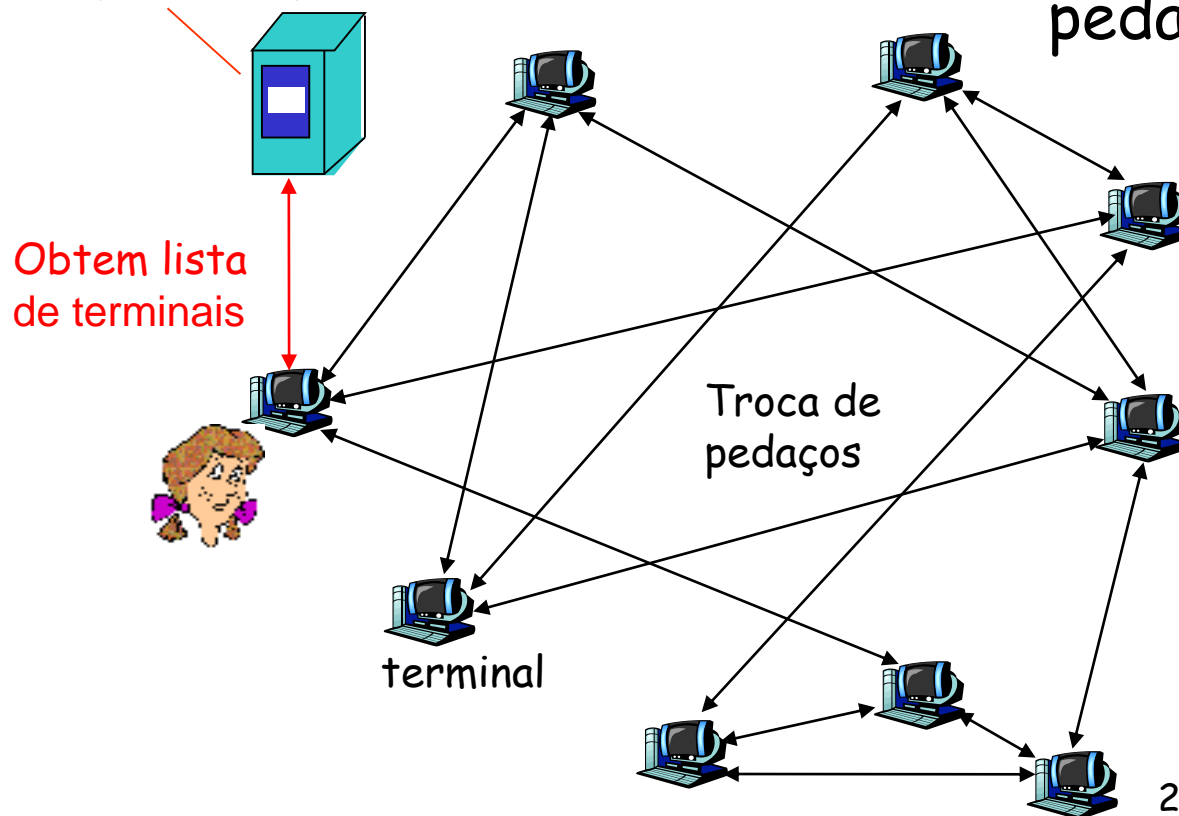 Obtem lista
de terminais
Troca de
pedaços
terminal
2